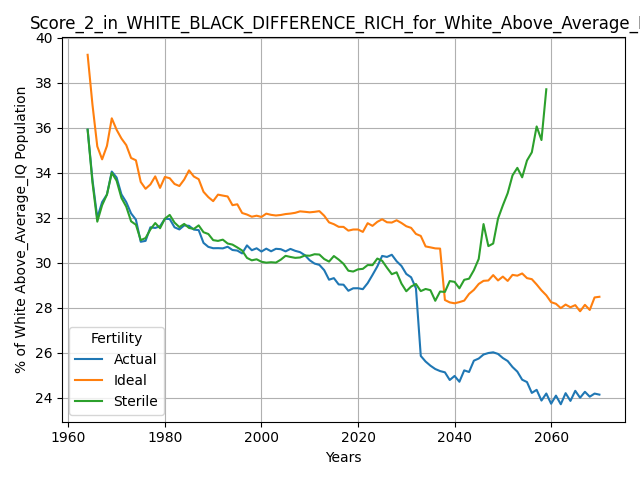 Score_2_in_WHITE_BLACK_DIFFERENCE_RICH_for_White_Above_Average_
% of White Above_Average_IQ Population
40
38
36
34
32
30
28
26
24
Fertility
Actual
Ideal
Sterile
1960 1980 2000 2020 2040 2060
Years